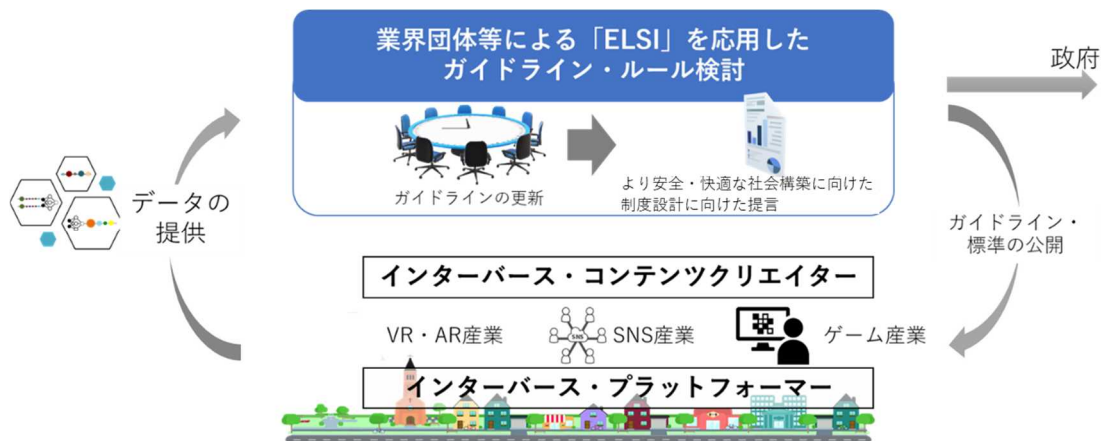 業界団体等による「ELSI」を応用した
ガイドライン・ルール検討
政府
ガイドラインの更新
より安全・快適な社会構築に向けた
制度設計に向けた提言
データの
提供
ガイドライン・
標準の公開
インターバース・コンテンツクリエイター
VR・AR産業
SNS
SNS産業
ゲーム産業
インターバース・プラットフォーマー